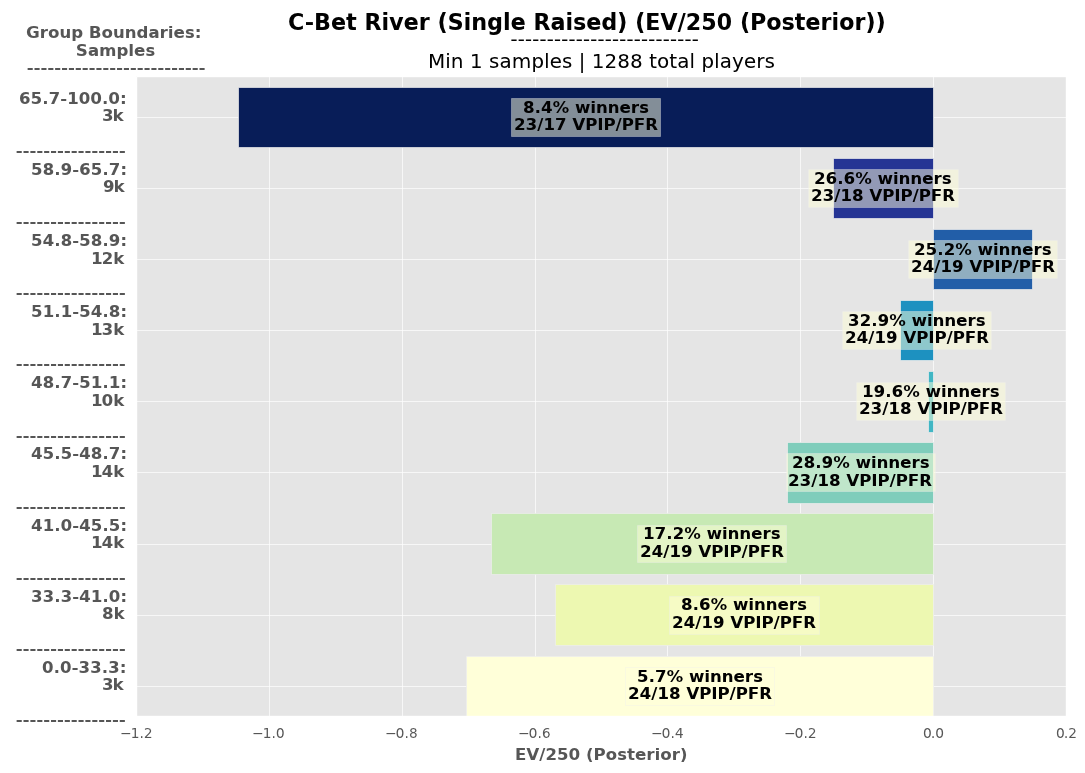 C-Bet River (Single Raised) (EV/250 (Posterior))
--------------------------
Min 1 samples | 1288 total players
Group Boundaries:
Samples
--------------------------
65.7-100.0:
3k
8.4% winners
23/17 VPIP/PFR
----------------
58.9-65.7:
9k
26.6% winners
23/18 VPIP/PFR
----------------
54.8-58.9:
12k
25.2% winners
24/19 VPIP/PFR
----------------
51.1-54.8:
13k
32.9% winners
24/19 VPIP/PFR
----------------
48.7-51.1:
10k
19.6% winners
23/18 VPIP/PFR
----------------
45.5-48.7:
14k
28.9% winners
23/18 VPIP/PFR
----------------
41.0-45.5:
14k
17.2% winners
24/19 VPIP/PFR
----------------
33.3-41.0:
8k
8.6% winners
24/19 VPIP/PFR
----------------
0.0-33.3:
3k
5.7% winners
24/18 VPIP/PFR
----------------
−1.2 −1.0 −0.8 −0.6 −0.4 −0.2 0.0 0.2
EV/250 (Posterior)